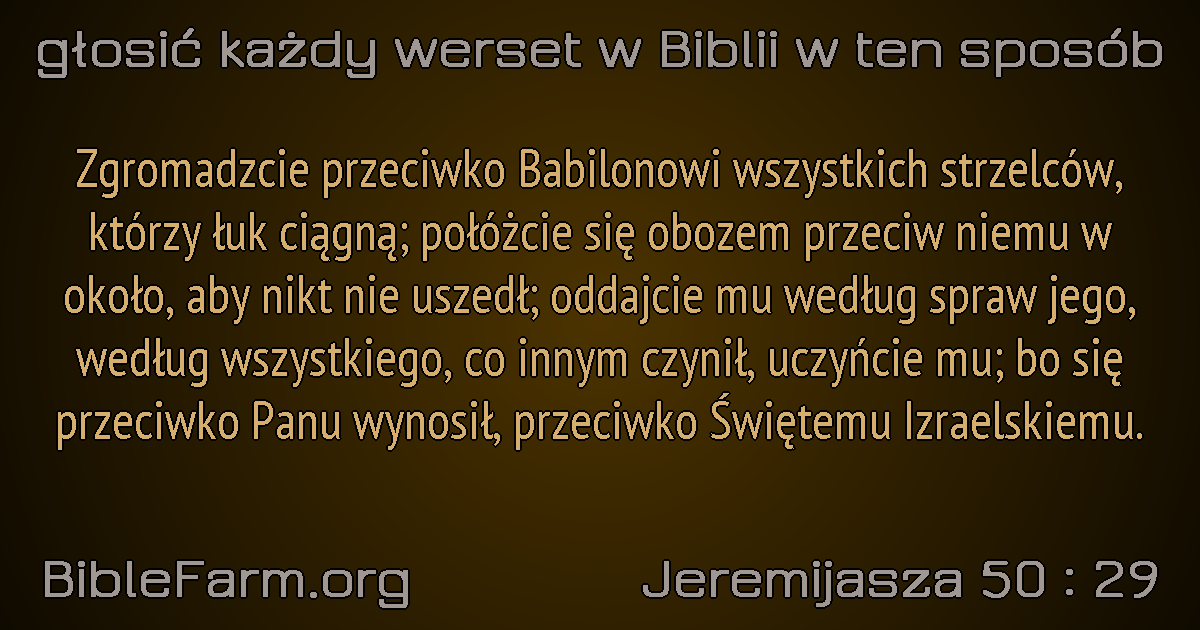 głosić każdy werset w Biblii w ten sposób
Zgromadzcie przeciwko Babilonowi wszystkich strzelców,
którzy łuk ciągną; połóżcie się obozem przeciw niemu w
około, aby nikt nie uszedł; oddajcie mu według spraw jego,
według wszystkiego, co innym czynił, uczyńcie mu; bo się
przeciwko Panu wynosił, przeciwko Świętemu Izraelskiemu.
BibleFarm.org
Jeremijasza 50 : 29